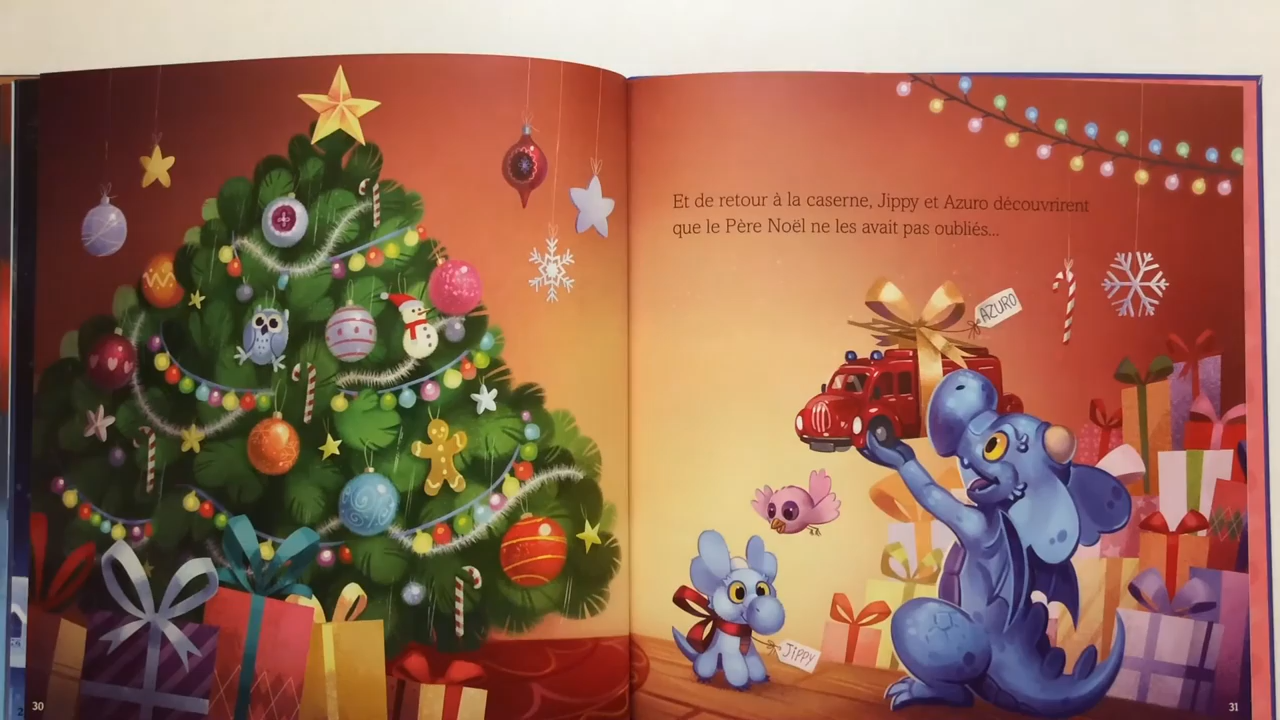 Et de retour à la caserne, Jippy et Azuro découvrirent
que le Père Noël ne les avait pas oubliés...
AZURO
JIPPY
30
31